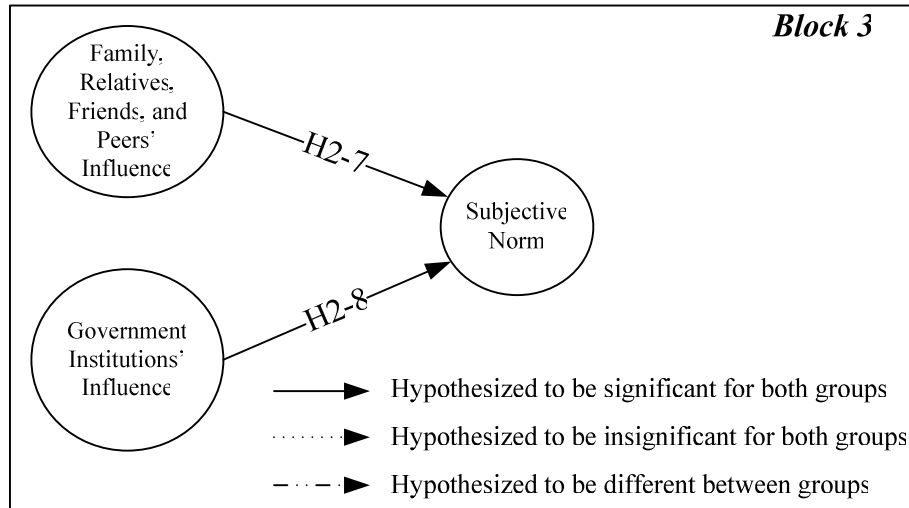 Block 3
Family,
Relatives,
Friends, and
Peers'
Influence
H2-7
Subjective
Norm
H2-8
Government
Institutions'
Influence
Hypothesized to be significant for both groups
Hypothesized to be insignificant for both groups
Hypothesized to be different between groups